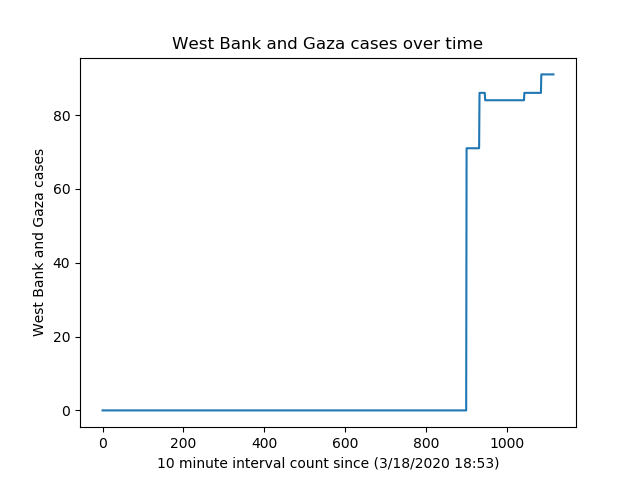 West Bank and Gaza cases over time
West Bank and Gaza cases
80
60
40
20
0
0 200 400 600 800 1000
10 minute interval count since (3/18/2020 18:53)